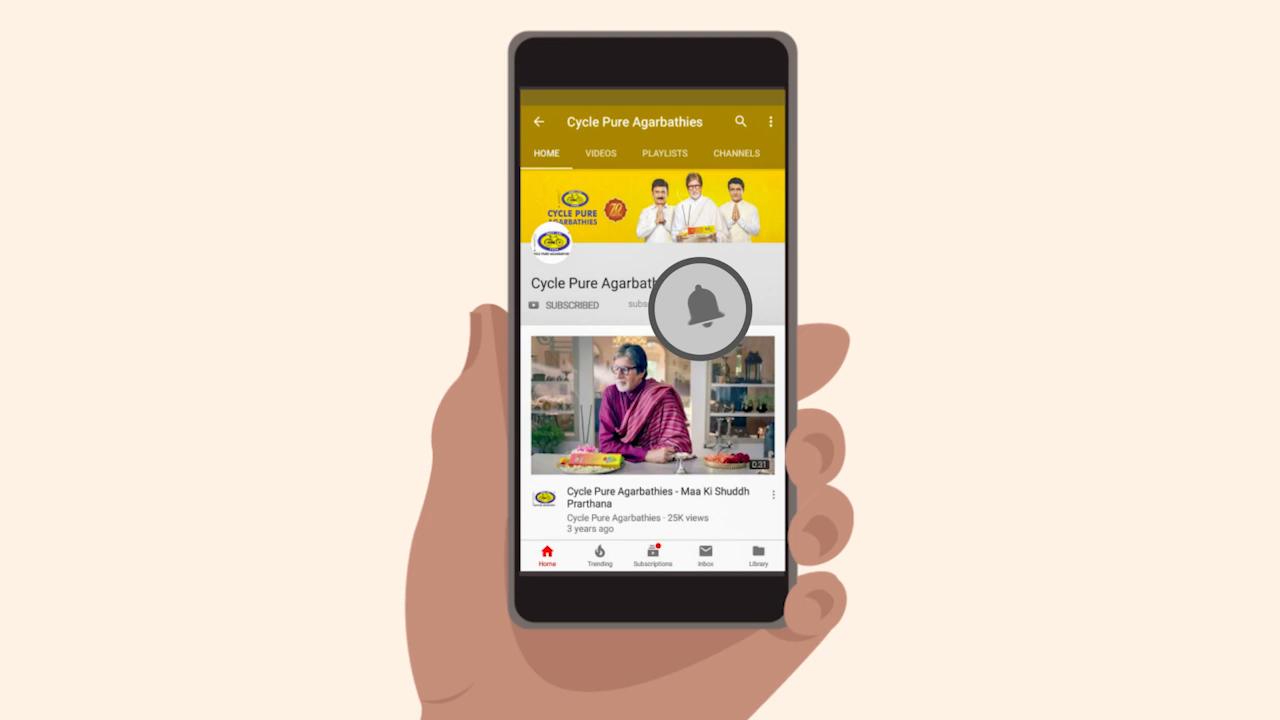 Cycle Pure Agarbathies
HOME VIDEOS PLAYLISTS CHANNELS
CYCLE PURE
AGARBATHIES
Cycle Pure Agarbath
SUBSCRIBED subs
0:31
Cycle Pure Agarbathies - Maa Ki Shuddh
Prarthana
Cycle Pure Agarbathies · 25K views
3 years ago
Home Trending Subscriptions Inbox Library